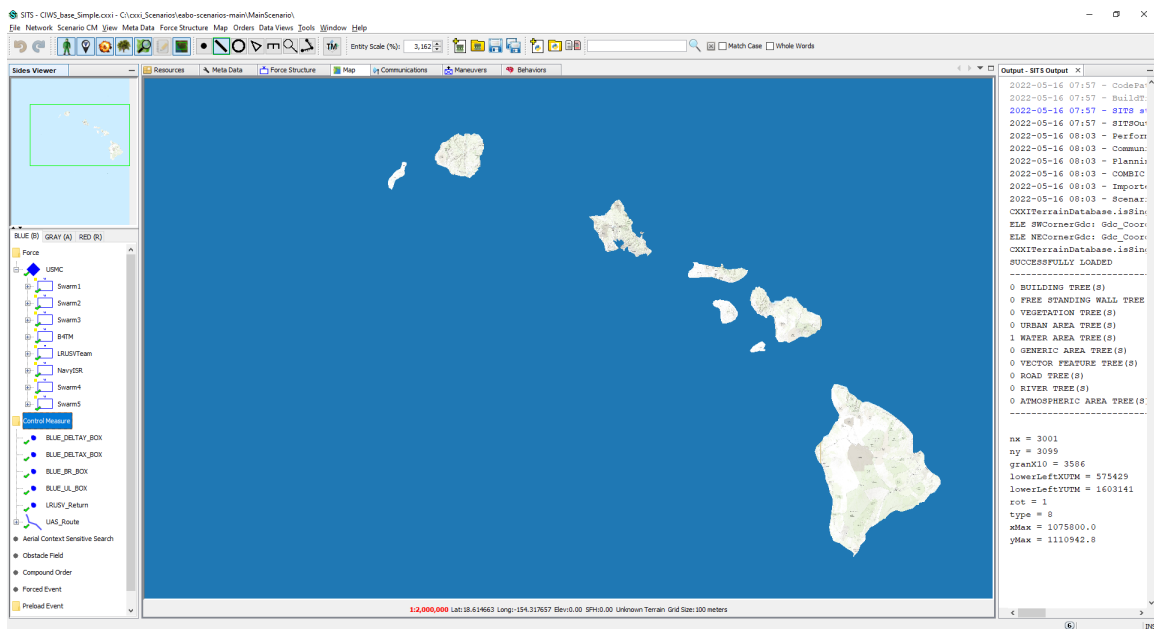 SITS - CIWS_base_Simple.cxxi - C:\cxxi_Scenarios\eabo-scenarios-main\MainScenario\
File Network Scenario CM View Meta Data Force Structure Map Orders Data Views Tools Window Help
TM Entity Scale (%): 3,162 Match Case Whole Words
Sides Viewer
Resources Meta Data Force Structure Map Communications Maneuvers Behaviors
Output - SITS Output
BLUE (B) GRAY (A) RED (R)
Force
USMC
Swarm1
Swarm2
Swarm3
B4TM
LRUSVTeam
NavyISR
Swarm4
Swarm5
Control Measure
BLUE_DELTAY_BOX
BLUE_DELTAX_BOX
BLUE_BR_BOX
BLUE_UL_BOX
LRUSV_Return
UAS_Route
Aerial Context Sensitive Search
Obstacle Field
Compound Order
Forced Event
Preload Event
1:2,000,000 Lat:18.614663 Long:-154.317657 Elev:0.00 SFH:0.00 Unknown Terrain Grid Size:100 meters
2022-05-16 07:57 - CodePa
2022-05-16 07:57 - BuildT
2022-05-16 07:57 - SITS s
2022-05-16 07:57 - SITSOu
2022-05-16 08:03 - Perfor
2022-05-16 08:03 - Commun
2022-05-16 08:03 - Planni
2022-05-16 08:03 - COMBIC
2022-05-16 08:03 - Importe
2022-05-16 08:03 - Scenar
CXXITerrainDatabase.isSin
ELE SWCornerGdc: Gdc_Coor
ELE NECornerGdc: Gdc_Coor
CXXITerrainDatabase.isSin
SUCCESSFULLY LOADED
0 BUILDING TREE(S)
0 FREE STANDING WALL TREE
0 VEGETATION TREE(S)
0 URBAN AREA TREE(S)
1 WATER AREA TREE(S)
0 GENERIC AREA TREE(S)
0 VECTOR FEATURE TREE(S)
0 ROAD TREE(S)
0 RIVER TREE(S)
0 ATMOSPHERIC AREA TREE(S
nx = 3001
ny = 3099
granX10 = 3586
lowerLeftXUTM = 575429
lowerLeftYUTM = 1603141
rot = 1
type = 8
xMax = 1075800.0
yMax = 1110942.8
(6) INS